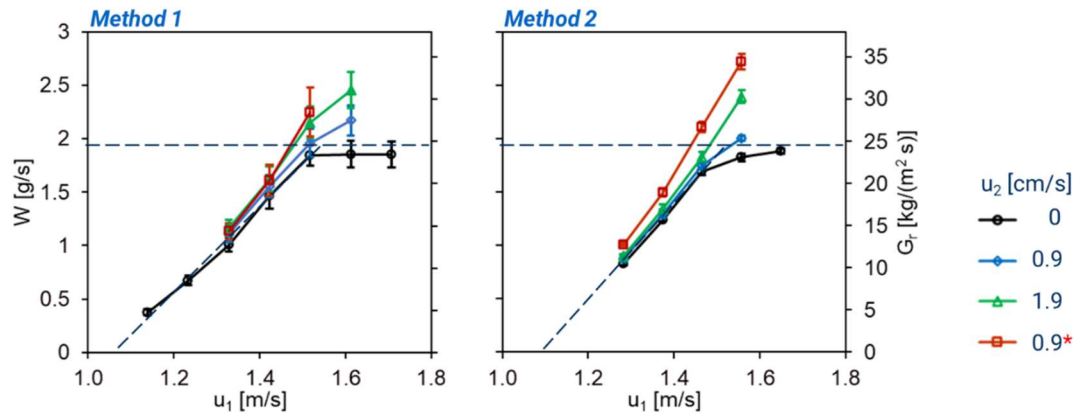 Method 1
Method 2
3
2.5
2
1.5
1
0.5
0
W [g/s]
1.0 1.2 1.4 1.6 1.8
u₁ [m/s]
1.0 1.2 1.4 1.6 1.8
u₁ [m/s]
35
30
25
20
15
10
5
0
Gᵣ [kg/(m² s)]
u₂ [cm/s]
0
0.9
1.9
0.9*